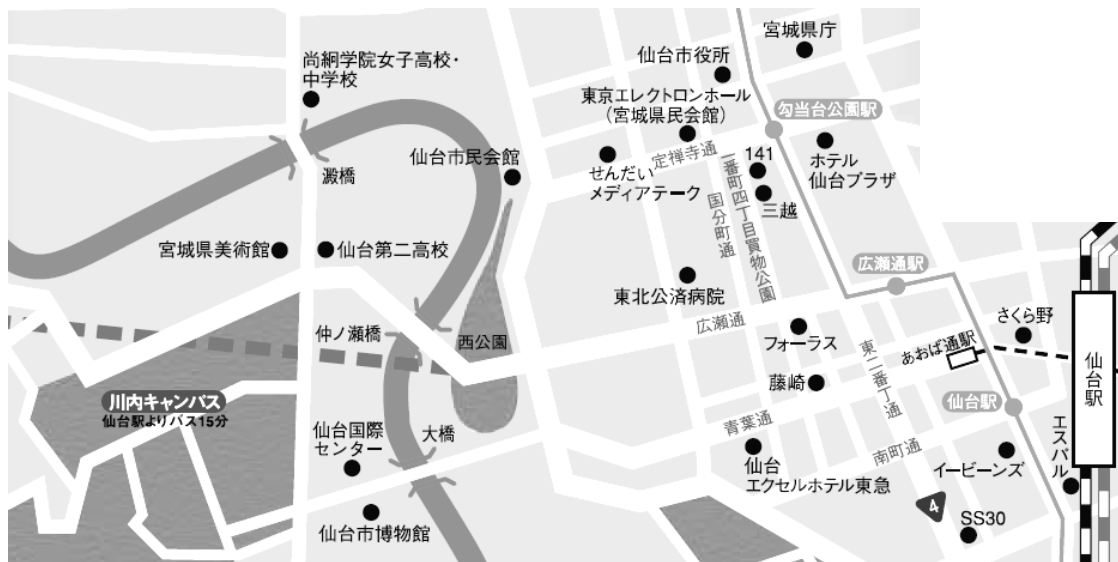 宮城県庁
仙台市役所
尚絅学院女子高校・
中学校
東京エレクトロンホール
（宮城県民会館）
勾当台公園駅
仙台市民会館
定禅寺通
141
せんだい
メディアテーク
ホテル
仙台プラザ
澱橋
三越
一番町四丁目買物公園
国分町通
宮城県美術館
仙台第二高校
広瀬通駅
東北公済病院
さくら野
広瀬通
仲ノ瀬橋
西公園
フォーラス
あおば通駅
仙台駅
東二番丁通
藤崎
川内キャンパス
仙台駅よりバス15分
仙台駅
青葉通
エスパル
仙台国際
センター
大橋
南町通
仙台
エクセルホテル東急
イービーンズ
4
SS30
仙台市博物館